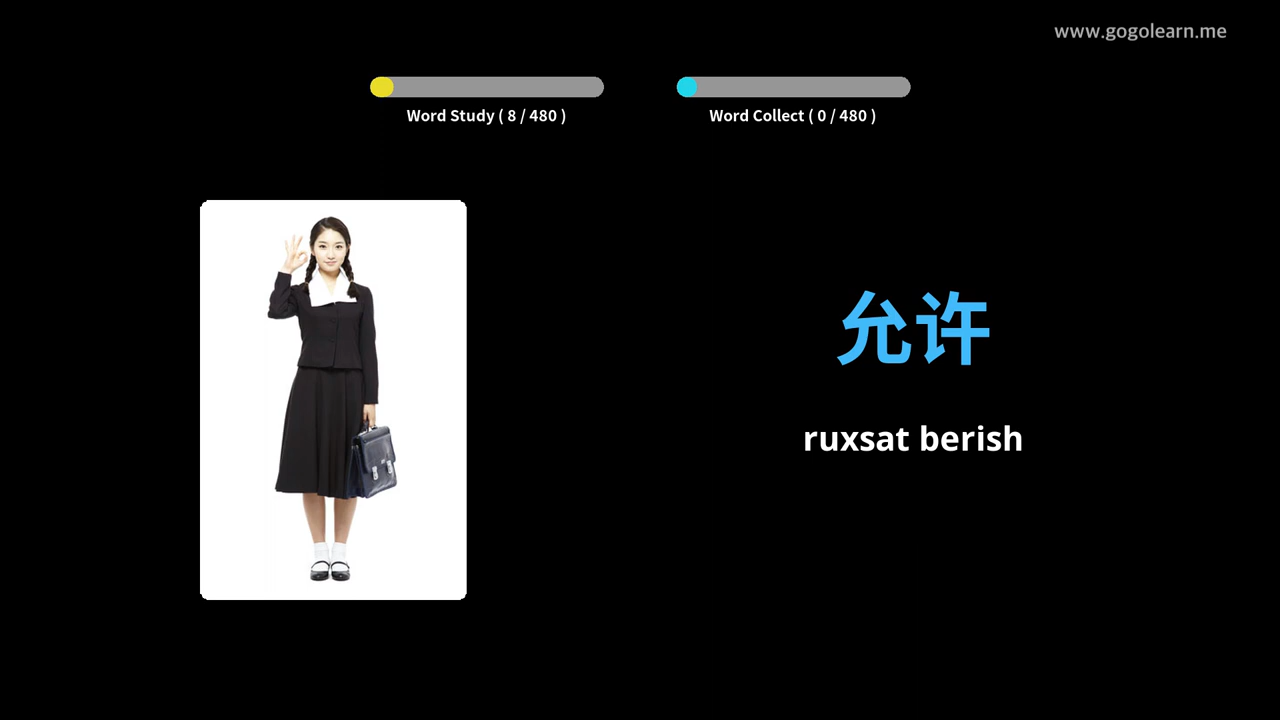 www.gogolearn.me
Word Study ( 8 / 480 )
Word Collect ( 0 / 480 )
允许
ruxsat berish